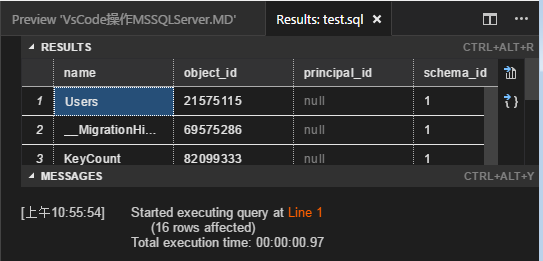 Preview 'VsCode操作MSSQLServer.MD' Results: test.sql ×
RESULTS CTRL+ALT+R
name object_id principal_id schema_id
1 Users 21575115 null 1
2 __MigrationHi... 69575286 null 1
3 KeyCount 82099333 null 1
MESSAGES CTRL+ALT+Y
[上午10:55:54] Started executing query at Line 1
(16 rows affected)
Total execution time: 00:00:00.97